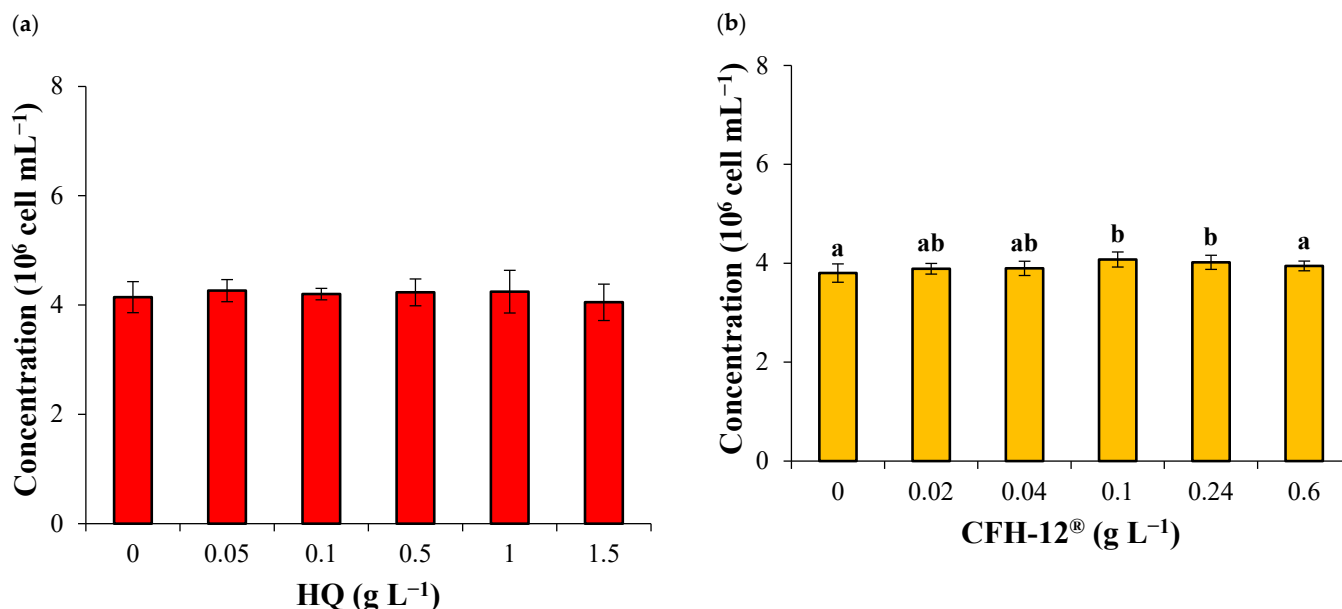 (a)
Concentration (10⁶ cell mL⁻¹)
8
6
4
2
0
0 0.05 0.1 0.5 1 1.5
HQ (g L⁻¹)
(b)
Concentration (10⁶ cell mL⁻¹)
8
6
4
2
0
a ab ab b b a
0 0.02 0.04 0.1 0.24 0.6
CFH-12® (g L⁻¹)